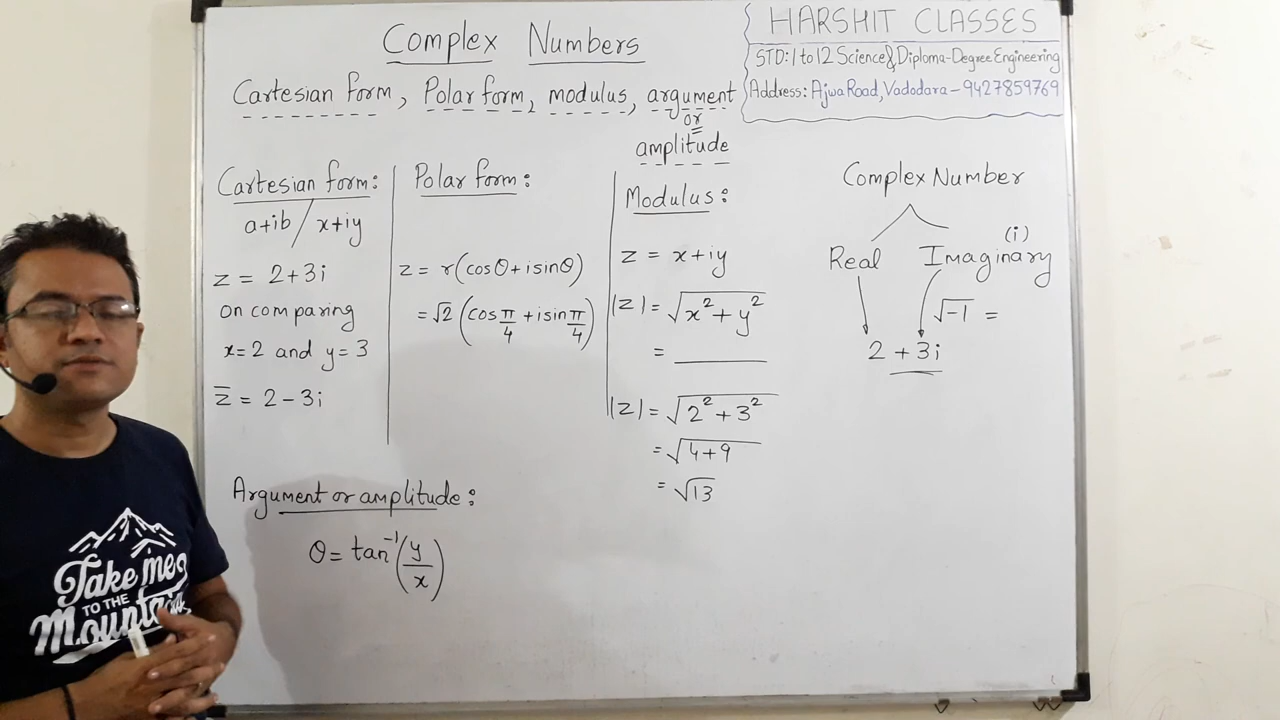 Complex Numbers
Cartesian form, Polar form, modulus, argument
or
amplitude
HARSHIT CLASSES
STD: 1 to 12 Science & Diploma-Degree Engineering
Address: Ajwa Road, Vadodara - 9427859769
Cartesian form:
a+ib / x+iy
z = 2+3i
on comparing
x=2 and y=3
z̅ = 2-3i
Polar form:
z = r(cosθ+isinθ)
= √2 (cos π/4 + isin π/4)
Modulus:
z = x+iy
|z| = √x²+y²
=
|z| = √2²+3²
= √4+9
= √13
Complex Number
Real Imaginary (i)
√-1 =
2 + 3i
Argument or amplitude:
θ = tan⁻¹(y/x)
Take me
TO THE
Mountains